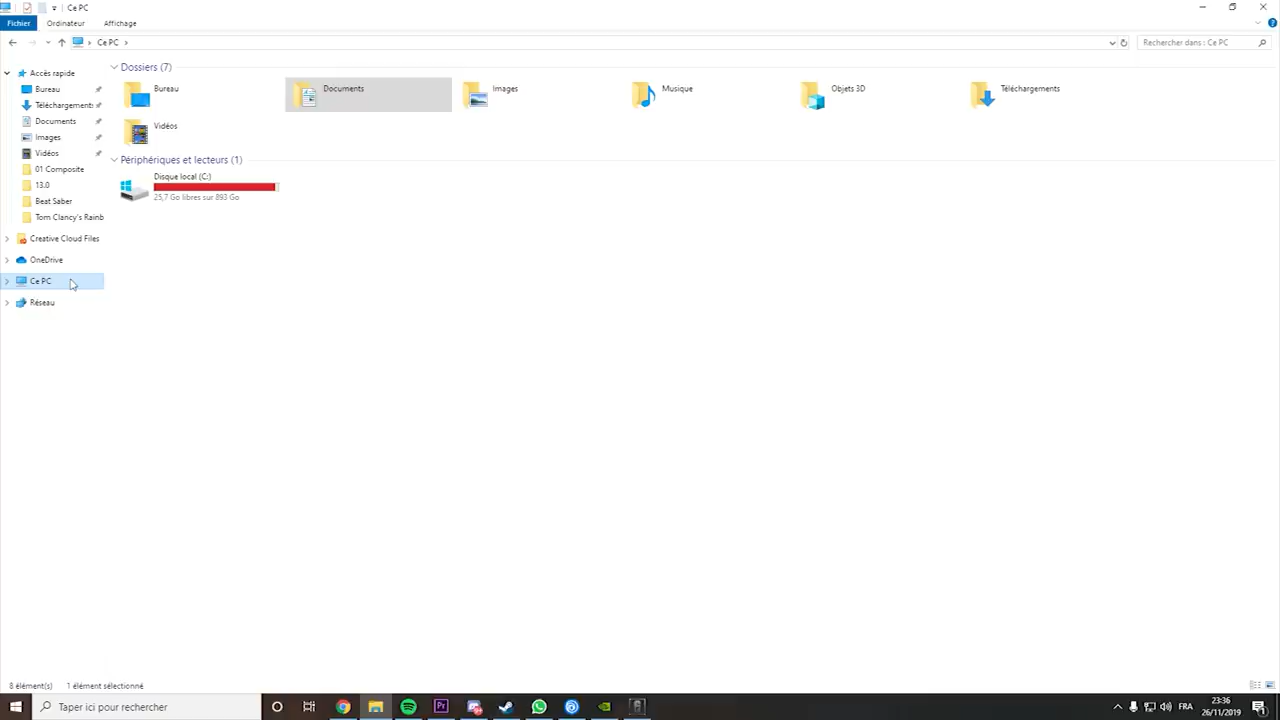 Ce PC
Fichier Ordinateur Affichage
Ce PC
Rechercher dans : Ce PC
Accès rapide
Bureau
Téléchargements
Documents
Images
Vidéos
01 Composite
13.0
Beat Saber
Tom Clancy's Rainb
Creative Cloud Files
OneDrive
Ce PC
Réseau
Dossiers (7)
Bureau Documents Images Musique Objets 3D Téléchargements
Vidéos
Périphériques et lecteurs (1)
Disque local (C:)
25,7 Go libres sur 893 Go
8 élément(s) 1 élément sélectionné
Taper ici pour rechercher
Pr
FRA
23:36
26/11/2019
1